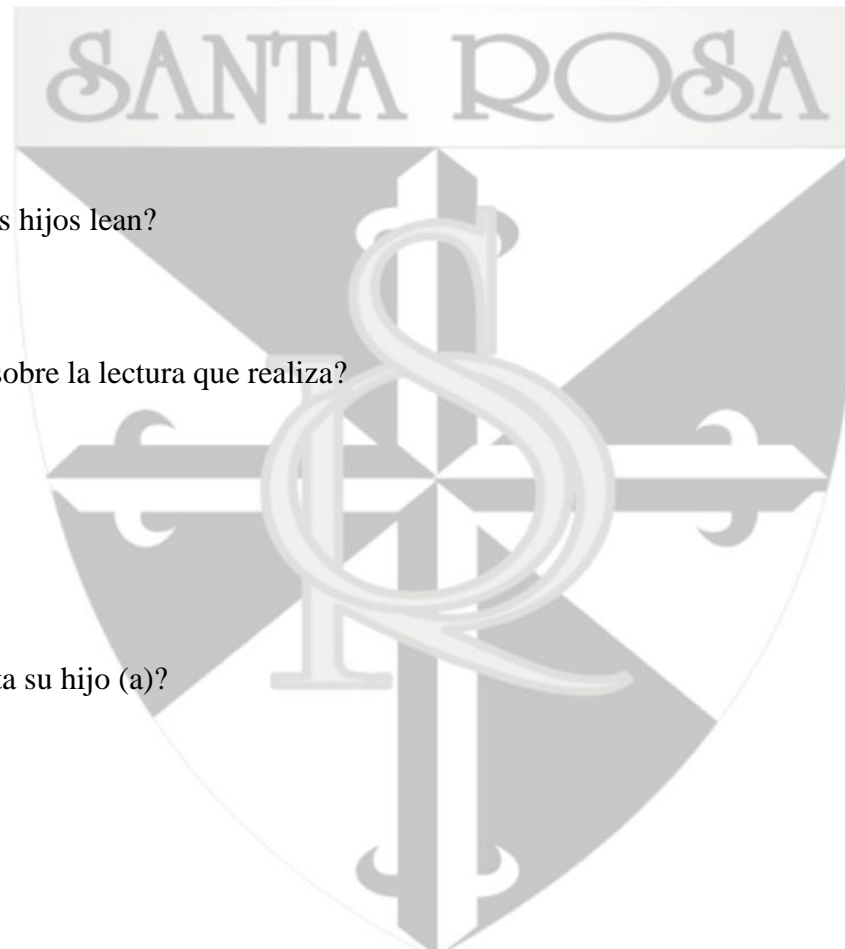 SANTA ROSA
s hijos lean?
sobre la lectura que realiza?
ta su hijo (a)?